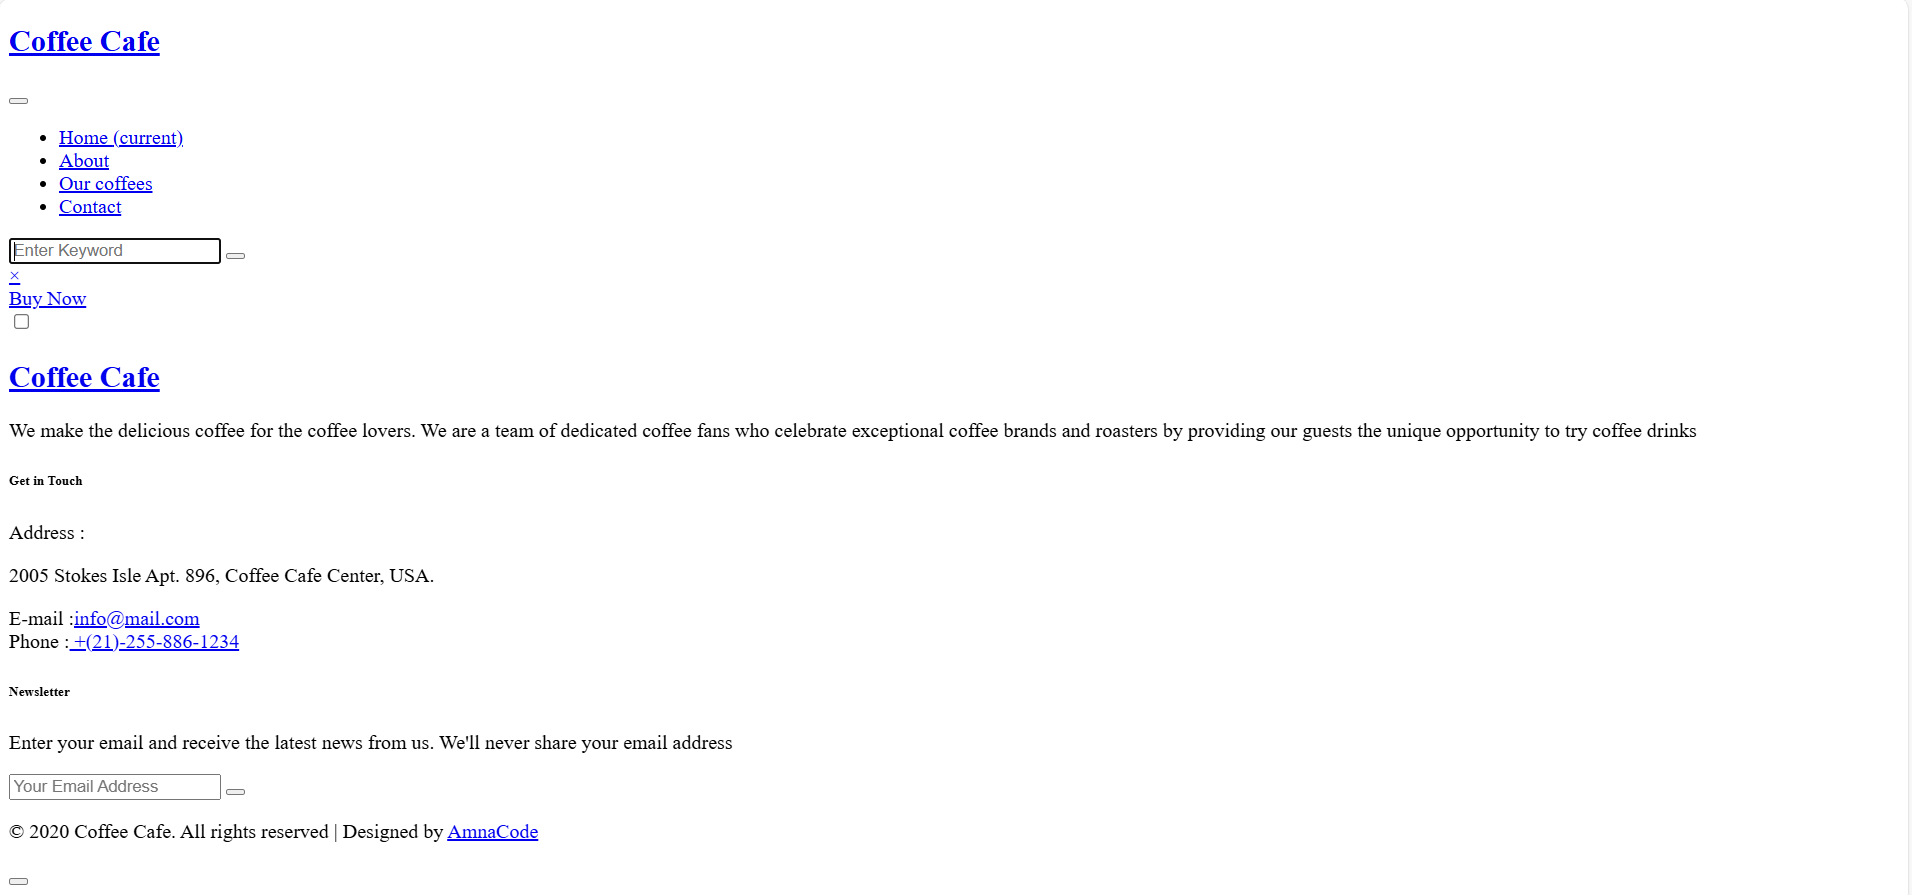 Coffee Cafe
Home (current)
About
Our coffees
Contact
Enter Keyword
×
Buy Now
Coffee Cafe
We make the delicious coffee for the coffee lovers. We are a team of dedicated coffee fans who celebrate exceptional coffee brands and roasters by providing our guests the unique opportunity to try coffee drinks
Get in Touch
Address :
2005 Stokes Isle Apt. 896, Coffee Cafe Center, USA.
E-mail :info@mail.com
Phone : +(21)-255-886-1234
Newsletter
Enter your email and receive the latest news from us. We'll never share your email address
Your Email Address
© 2020 Coffee Cafe. All rights reserved | Designed by AmnaCode